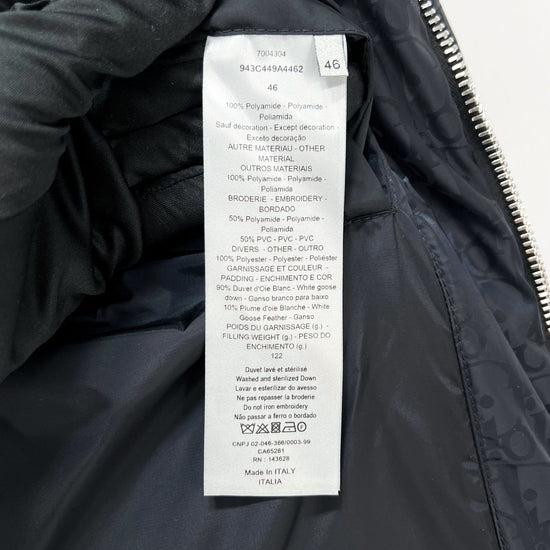 7004304
943C449A4462
46
46
100% Polyamide - Polyamide -
Poliamida
Sauf decoration - Except decoration -
Exceto decoração
AUTRE MATERIAU - OTHER
MATERIAL
OUTROS MATERIAIS
100% Polyamide - Polyamide -
Poliamida
BRODERIE - EMBROIDERY -
BORDADO
50% Polyamide - Polyamide -
Poliamida
50% PVC - PVC - PVC
DIVERS - OTHER - OUTRO
100% Polyester - Polyester - Poliéster
GARNISSAGE ET COULEUR -
PADDING - ENCHIMENTO E COR
90% Duvet d'Oie Blanc - White goose
down - Ganso branco para baixo
10% Plume d'Oie Blanche - White
Goose Feather - Ganso
POIDS DU GARNISSAGE (g.) -
FILLING WEIGHT (g.) - PESO DO
ENCHIMENTO (g.)
122
Duvet lavé et stérilisé
Washed and sterilized Down
Lavar e esterilizar do avesso
Ne pas repasser la broderie
Do not iron embroidery
Não passar a ferro o bordado
CNPJ 02-046-366/0003-99
CA65281
RN : 143628
Made In ITALY
ITALIA